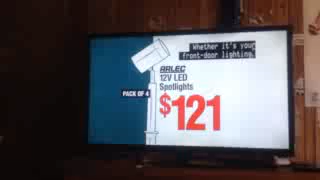 Whether it's your
front-door lighting.
ARLEC
12V LED
Spotlights
PACK OF 4
$121